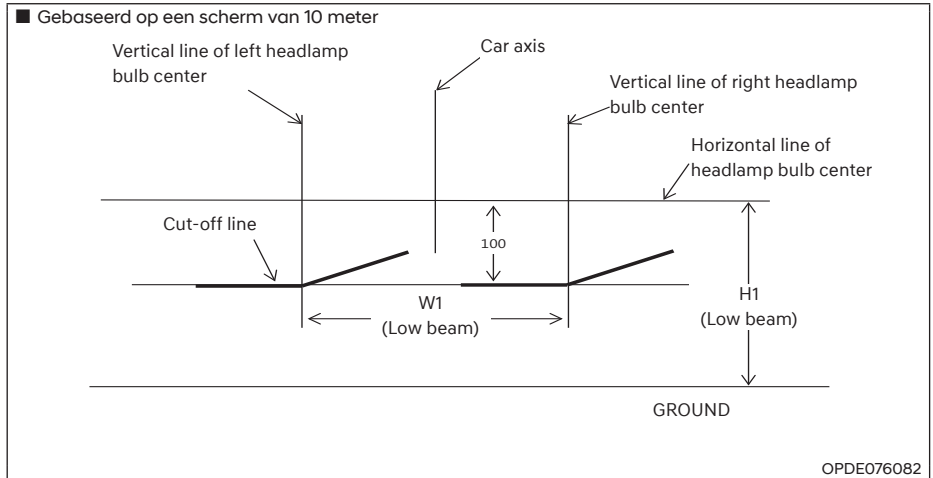 ■ Gebaseerd op een scherm van 10 meter
Vertical line of left headlamp
bulb center
Car axis
Vertical line of right headlamp
bulb center
Horizontal line of
headlamp bulb center
Cut-off line
100
W1
(Low beam)
H1
(Low beam)
GROUND
OPDE076082